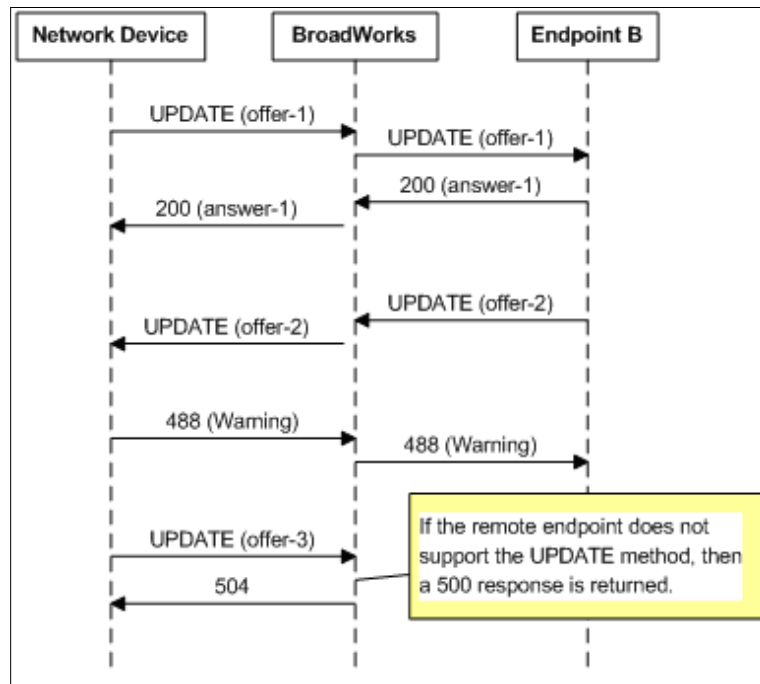 Network Device
BroadWorks
Endpoint B
UPDATE (offer-1)
UPDATE (offer-1)
200 (answer-1)
200 (answer-1)
UPDATE (offer-2)
UPDATE (offer-2)
488 (Warning)
488 (Warning)
UPDATE (offer-3)
If the remote endpoint does not
support the UPDATE method, then
a 500 response is returned.
504